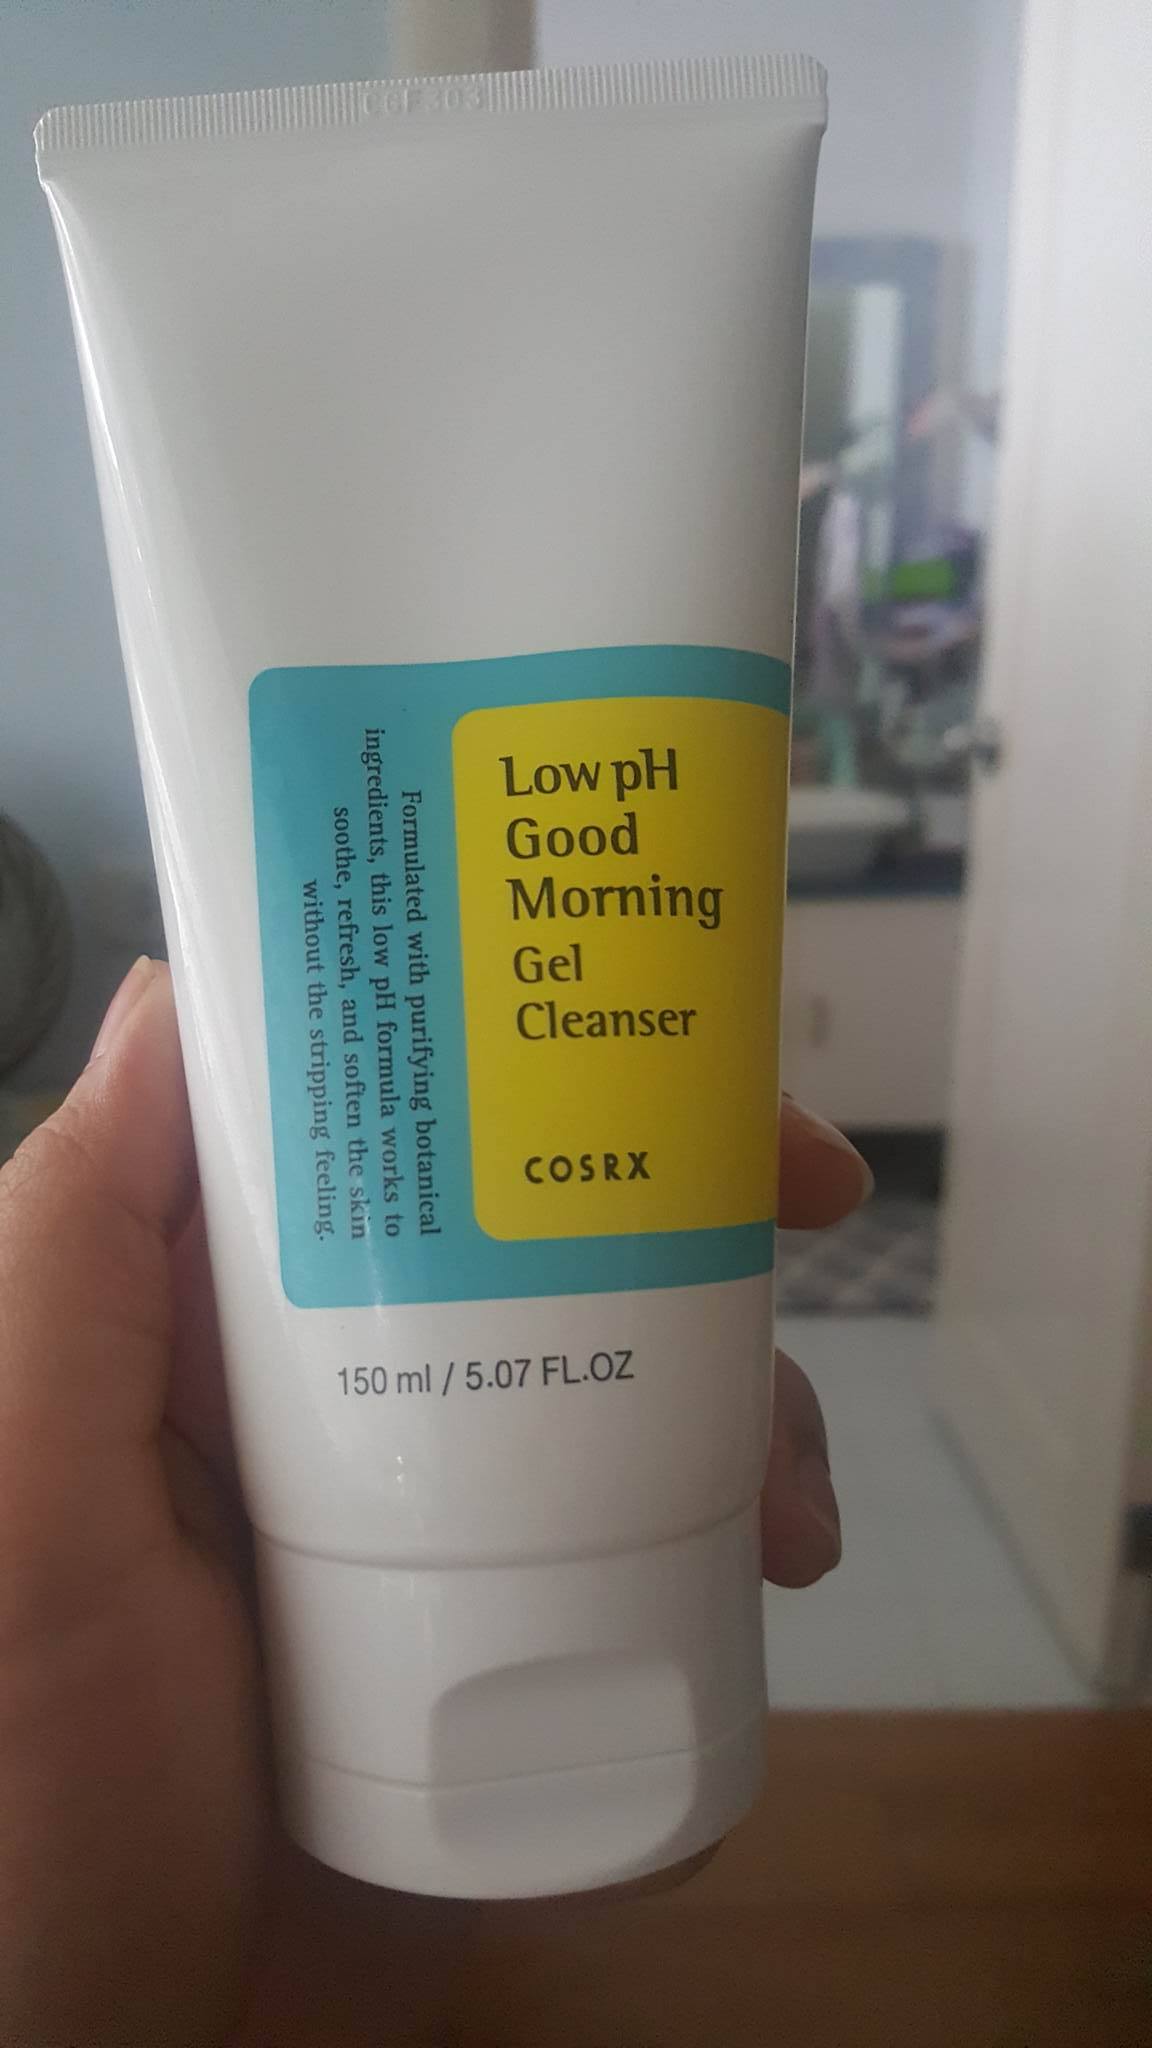 Low pH
Good
Morning
Gel
Cleanser
COSRX
Formulated with purifying botanical
ingredients, this low pH formula works to
soothe, refresh, and soften the skin
without the stripping feeling.
150 ml / 5.07 FL.OZ